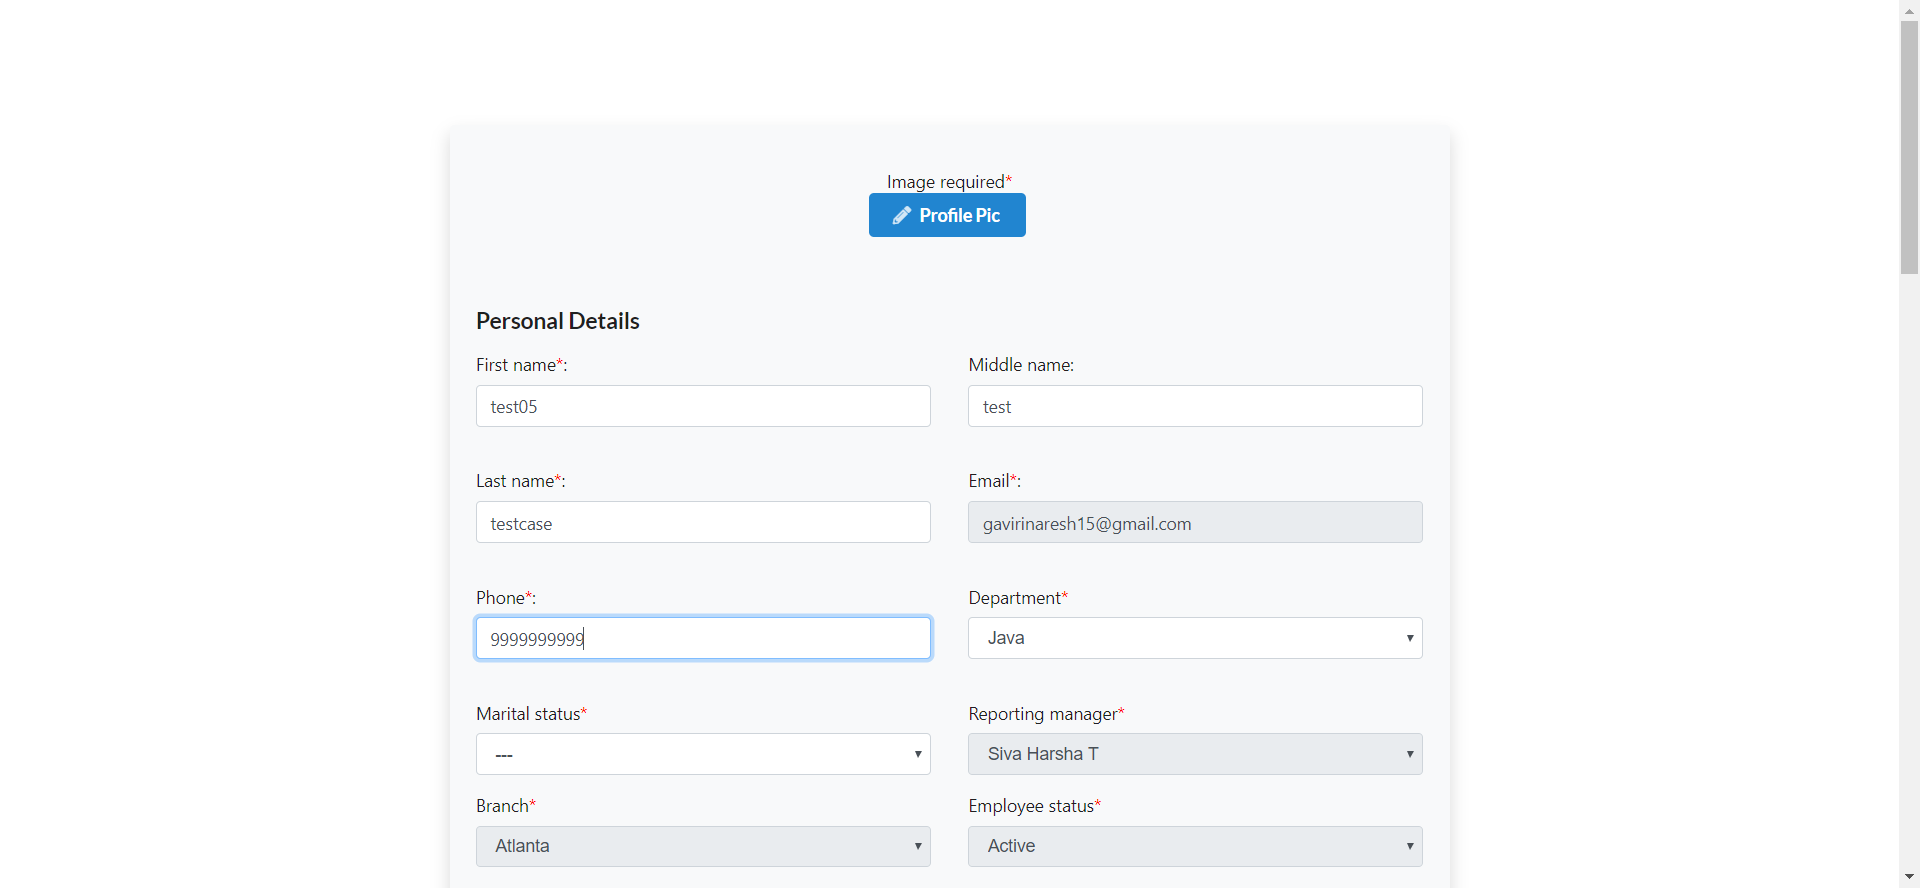 Image required*
Profile Pic
Personal Details
First name*: Middle name:
test05 test
Last name*: Email*:
testcase gavirinaresh15@gmail.com
Phone*: Department*
9999999999 Java
Marital status* Reporting manager*
--- Siva Harsha T
Branch* Employee status*
Atlanta Active